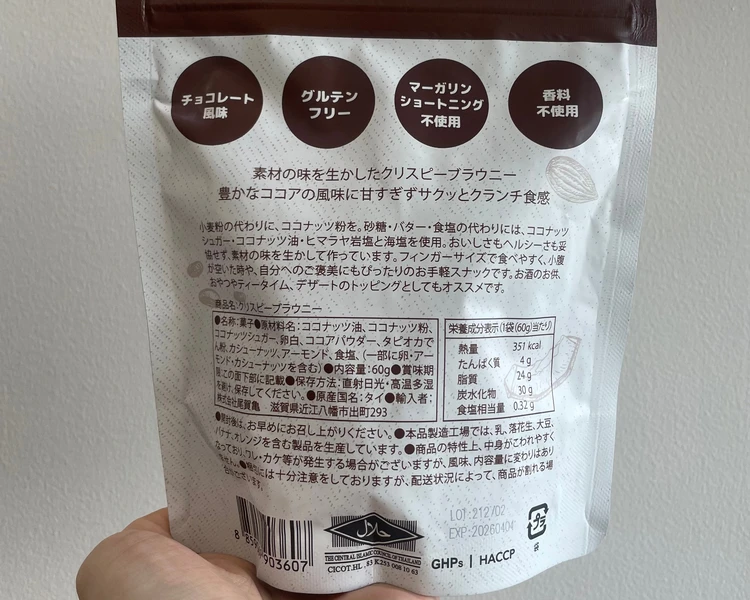 チョコレート
風味
グルテン
フリー
マーガリン
ショートニング
不使用
香料
不使用
素材の味を生かしたクリスピーブラウニー
豊かなココアの風味に甘すぎずサクッとクランチ食感
小麦粉の代わりに、ココナッツ粉を。砂糖・バター・食塩の代わりには、ココナッツ
シュガー・ココナッツ油・ヒマラヤ岩塩と海塩を使用。おいしさもヘルシーさも妥
協せず、素材の味を生かして作っています。フィンガーサイズで食べやすく、小腹
が空いた時や、自分へのご褒美にもぴったりのお手軽スナックです。お酒のお供、
おやつやティータイム、デザートのトッピングとしてもオススメです。
商品名:クリスピーブラウニー
●名称:菓子●原材料名:ココナッツ油、ココナッツ粉、
ココナッツシュガー、卵白、ココアパウダー、タピオカで
ん粉、カシューナッツ、アーモンド、食塩、(一部に卵・アー
モンド・カシューナッツを含む)●内容量:60g●賞味期
限:この面下部に記載●保存方法:直射日光・高温多湿
を避け、保存してください。●原産国名:タイ●輸入者:
株式会社尾賀亀 滋賀県近江八幡市出町293
栄養成分表示(1袋(60g)当たり)
熱量 351 kcal
たんぱく質 4 g
脂質 24 g
炭水化物 30 g
食塩相当量 0.32 g
●開封後は、お早めにお召し上がりください。●本品製造工場では、乳、落花生、大豆、
バナナ、オレンジを含む製品を生産しています。●商品の特性上、中身がこわれやすく
なっており、ワレ・カケ等が発生する場合がございますが、風味、内容量に変わりはあり
ません。●梱包には十分注意をしておりますが、配送状況によって、商品が割れる場
合がございます。
حلال
THE CENTRAL ISLAMIC COUNCIL OF THAILAND
CICOT.HL. 83 K253 008 10 63
GHPs | HACCP
LOT:212702
EXP:20260404
プラ
袋
903607